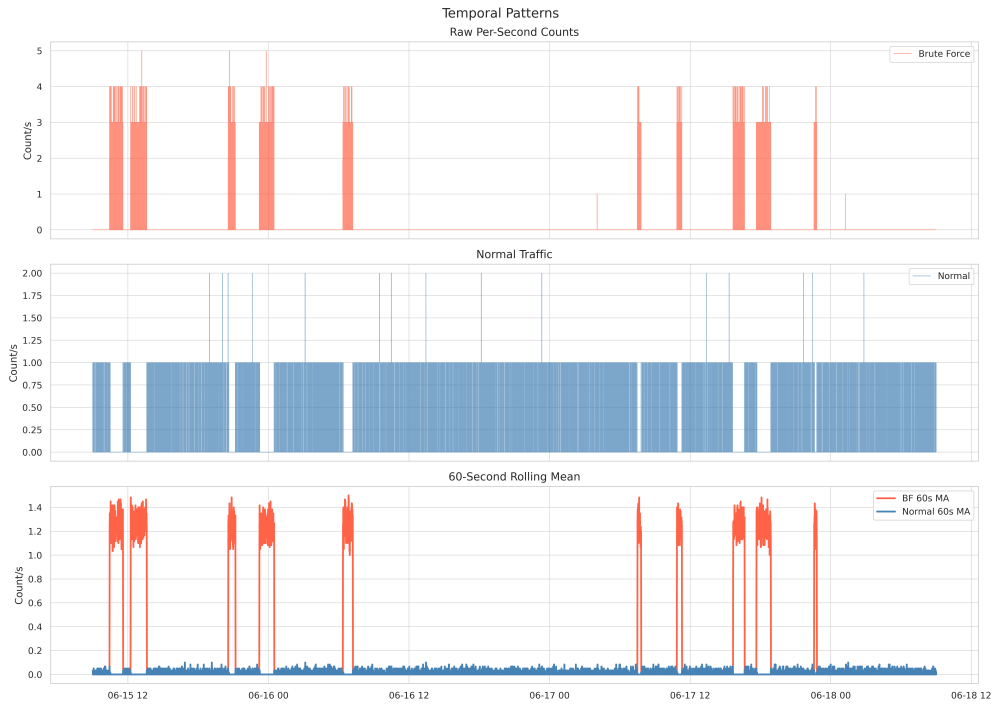 Temporal Patterns
Raw Per-Second Counts
Brute Force
5
4
3
2
1
0
Count/s
Normal Traffic
Normal
2.00
1.75
1.50
1.25
1.00
0.75
0.50
0.25
0.00
Count/s
60-Second Rolling Mean
BF 60s MA
Normal 60s MA
1.4
1.2
1.0
0.8
0.6
0.4
0.2
0.0
Count/s
06-15 12
06-16 00
06-16 12
06-17 00
06-17 12
06-18 00
06-18 12